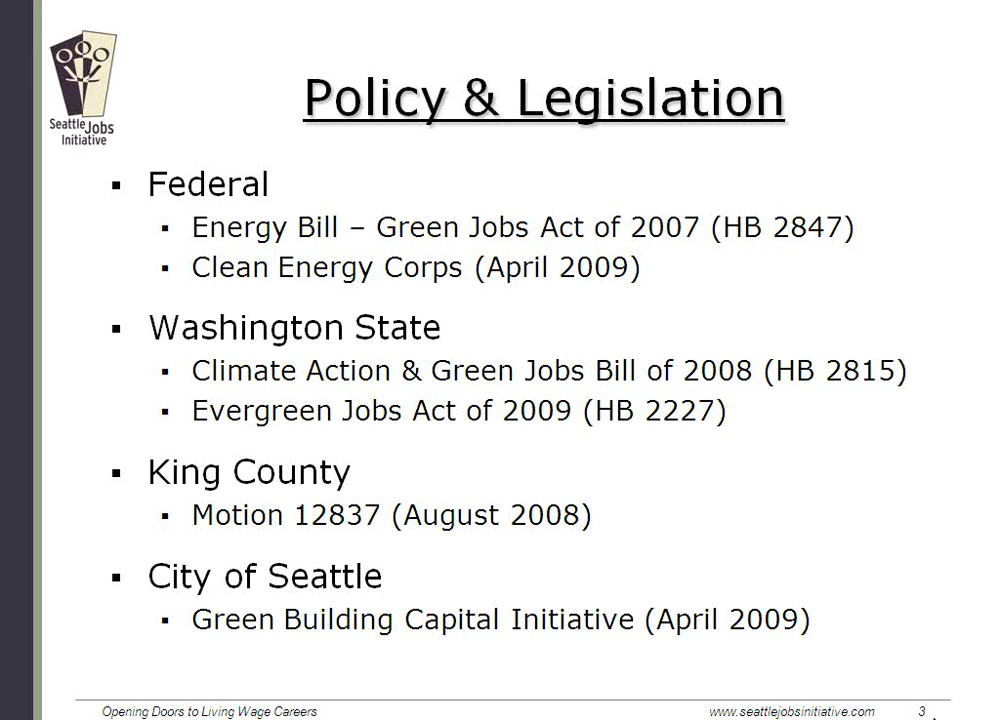 Seattle Jobs
Initiative
Policy & Legislation
▪ Federal
▪ Energy Bill – Green Jobs Act of 2007 (HB 2847)
▪ Clean Energy Corps (April 2009)
▪ Washington State
▪ Climate Action & Green Jobs Bill of 2008 (HB 2815)
▪ Evergreen Jobs Act of 2009 (HB 2227)
▪ King County
▪ Motion 12837 (August 2008)
▪ City of Seattle
▪ Green Building Capital Initiative (April 2009)
Opening Doors to Living Wage Careers www.seattlejobsinitiative.com 3